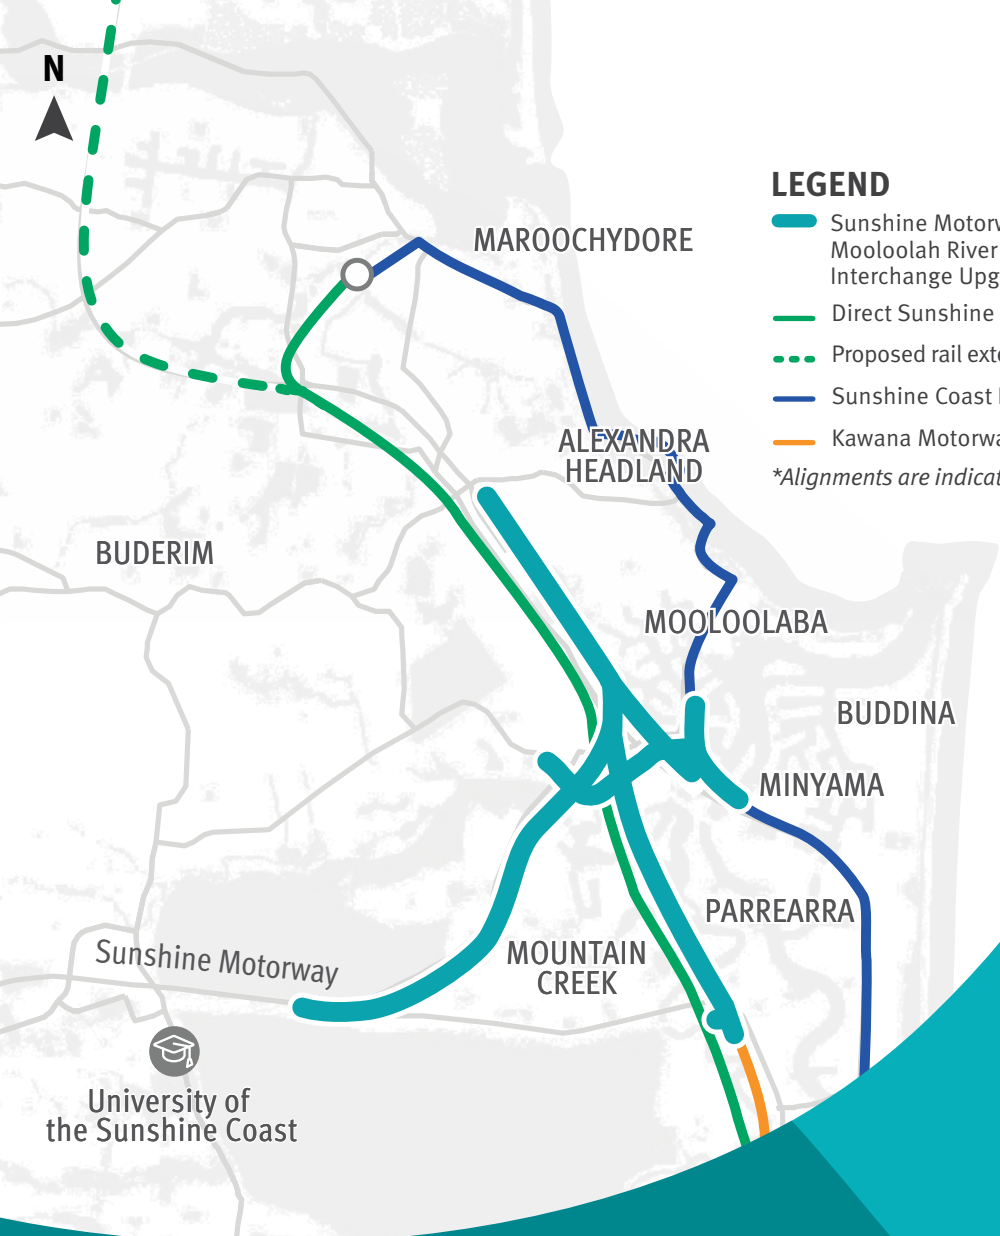 N
LEGEND
Sunshine Motorw
Mooloolah River
Interchange Upg
Direct Sunshine
Proposed rail exte
Sunshine Coast
Kawana Motorwa
*Alignments are indicat
MAROOCHYDORE
ALEXANDRA
HEADLAND
BUDERIM
MOOLOOLABA
BUDDINA
MINYAMA
PARREARRA
MOUNTAIN
CREEK
Sunshine Motorway
University of
the Sunshine Coast